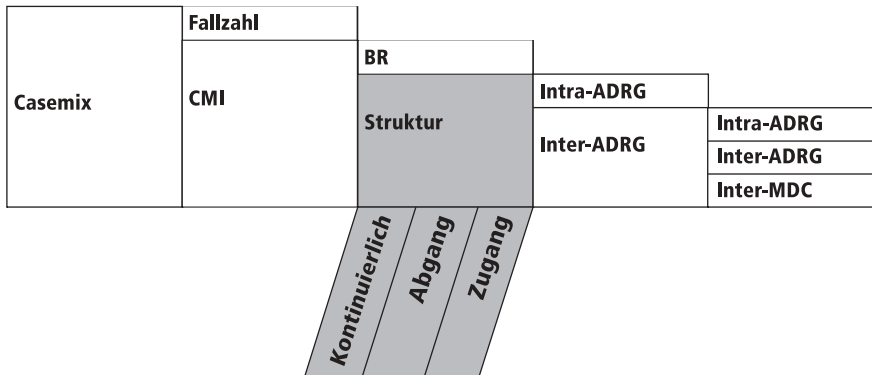 Fallzahl
BR
Casemix
CMI
Struktur
Intra-ADRG
Inter-ADRG
Intra-ADRG
Inter-ADRG
Inter-MDC
Kontinuierlich
Abgang
Zugang